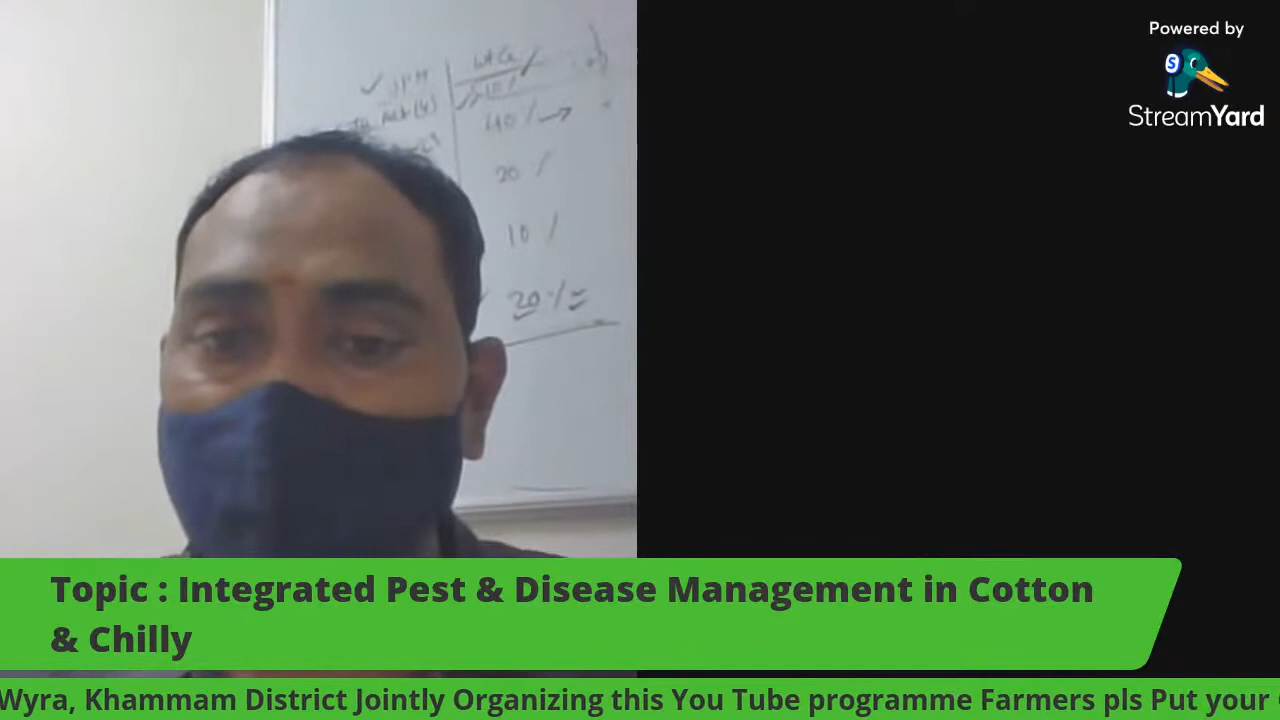 Powered by
StreamYard
40 %
20 %
10 %
20 % =
Topic : Integrated Pest & Disease Management in Cotton
& Chilly
Wyra, Khammam District Jointly Organizing this You Tube programme Farmers pls Put your